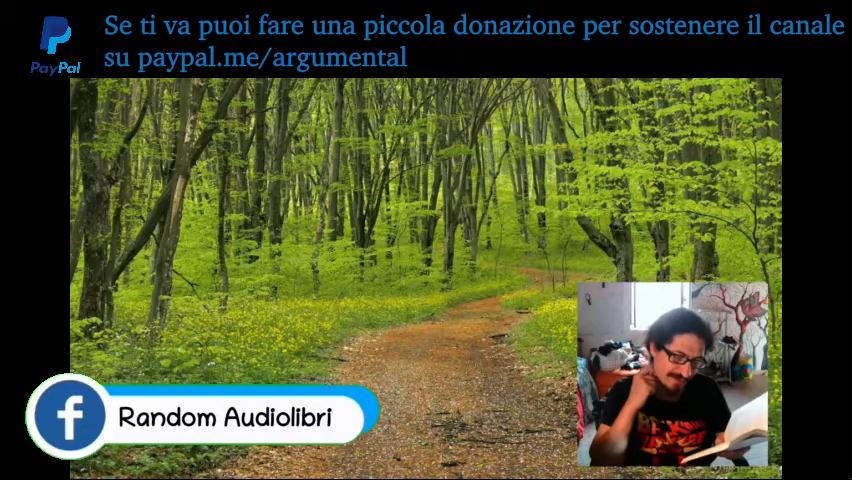 Se ti va puoi fare una piccola donazione per sostenere il canale
su paypal.me/argumental
PayPal
f
Random Audiolibri